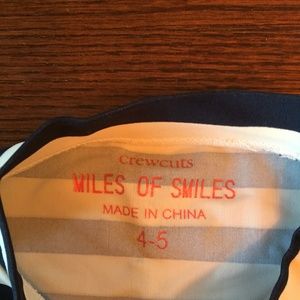 crewcuts
MILES OF SMILES
MADE IN CHINA
4-5